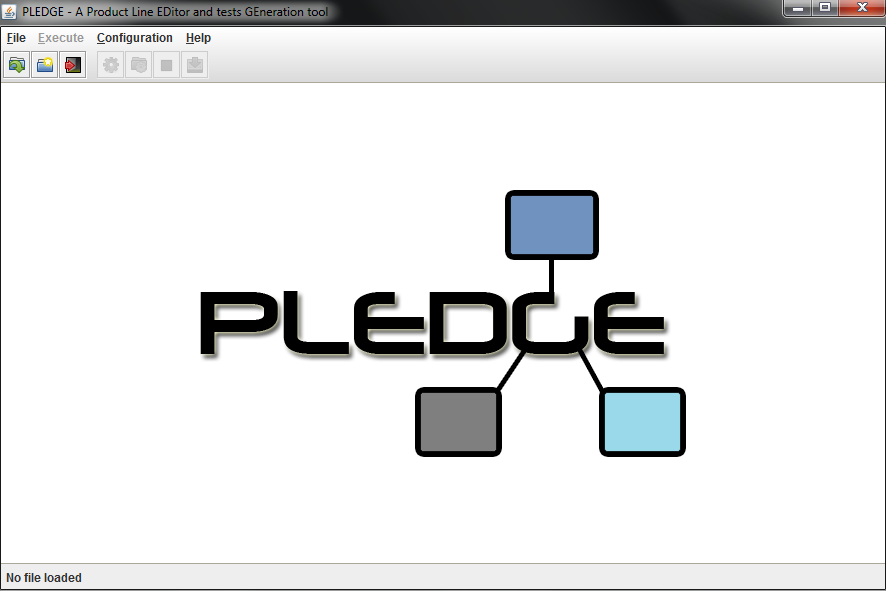 PLEDGE - A Product Line EDitor and tests GEneration tool
File Execute Configuration Help
PLEDGE
No file loaded